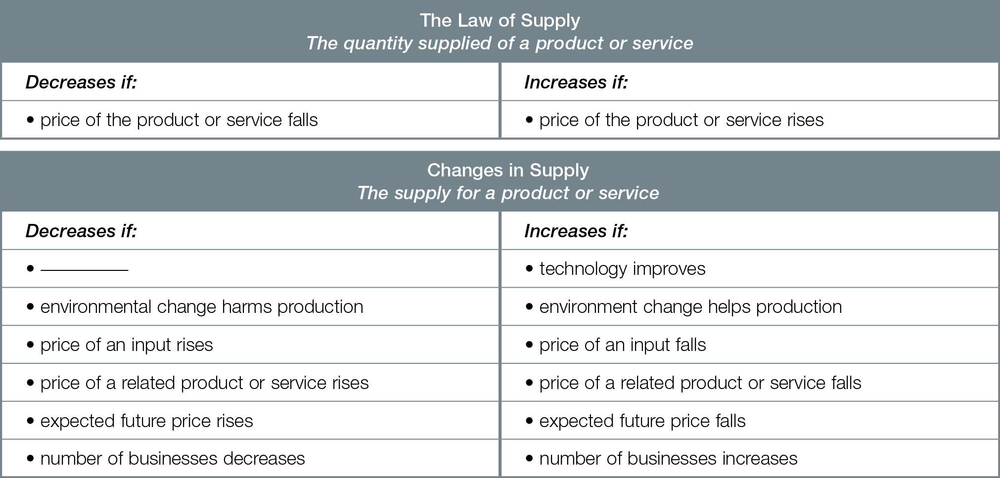 The Law of Supply
The quantity supplied of a product or service
Decreases if:
Increases if:
• price of the product or service falls
• price of the product or service rises
Changes in Supply
The supply for a product or service
Decreases if:
Increases if:
• __________
• technology improves
• environmental change harms production
• environment change helps production
• price of an input rises
• price of an input falls
• price of a related product or service rises
• price of a related product or service falls
• expected future price rises
• expected future price falls
• number of businesses decreases
• number of businesses increases